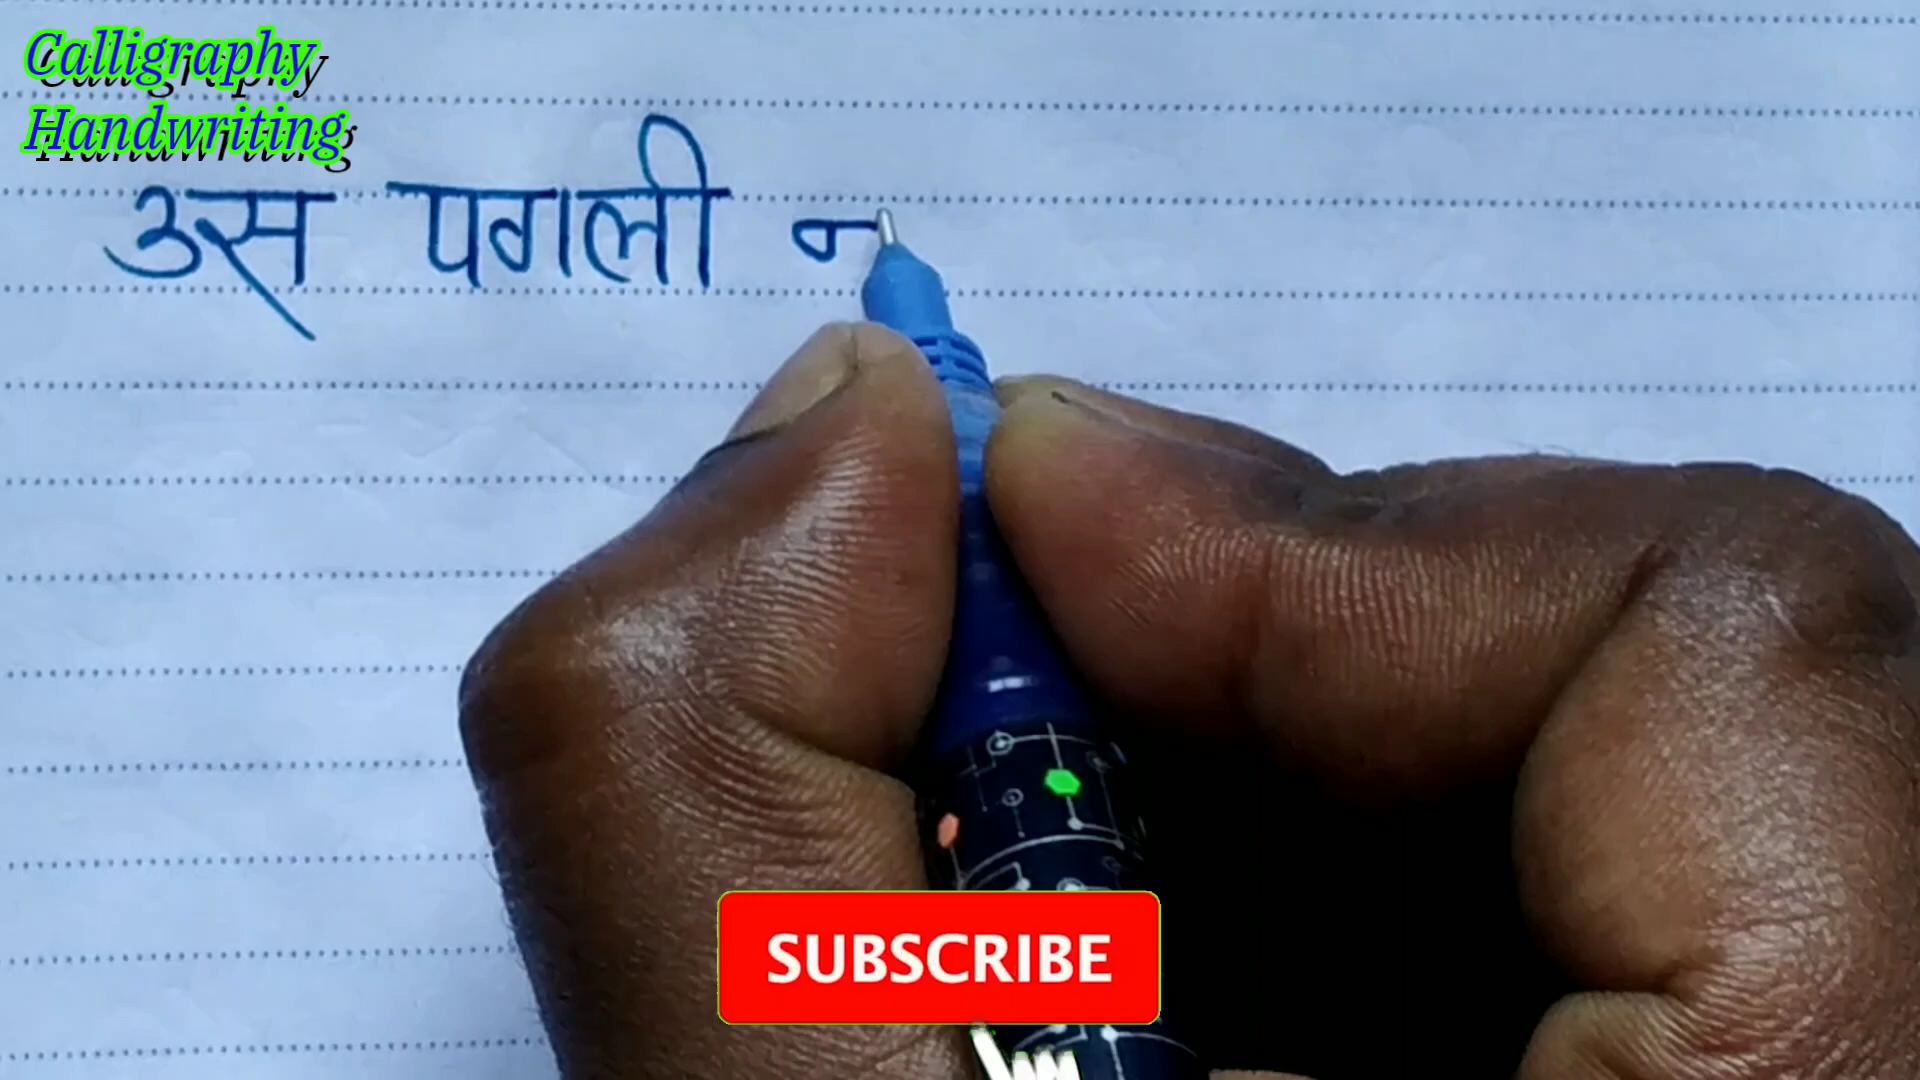 Calligraphy
Handwriting
उस पगली
SUBSCRIBE